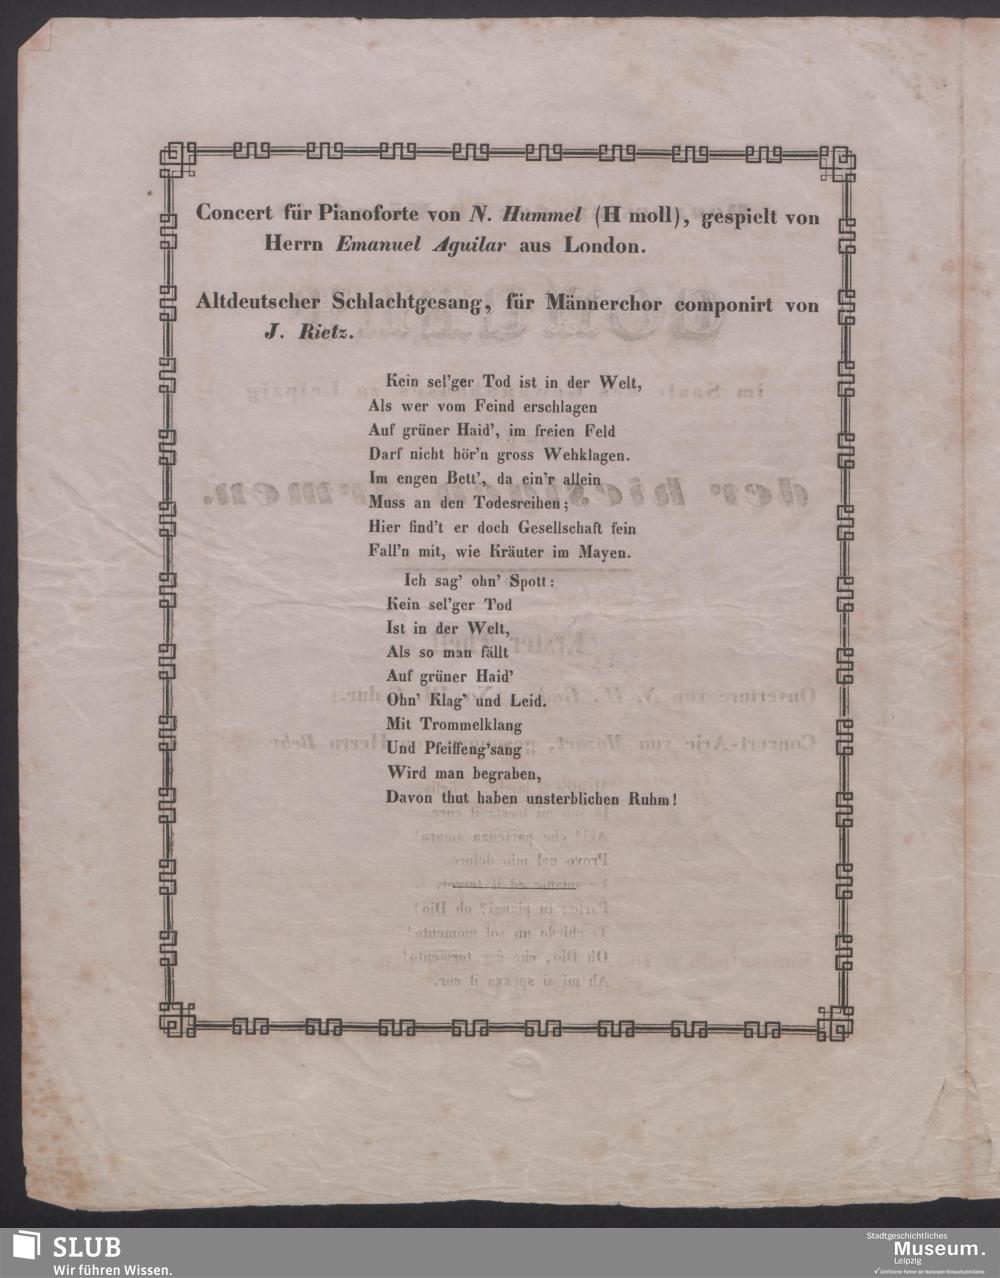 Concert für Pianoforte von N. Hummel (H moll), gespielt von
Herrn Emanuel Aguilar aus London.
Altdeutscher Schlachtgesang, für Männerchor componirt von
J. Rietz.
Kein sel'ger Tod ist in der Welt,
Als wer vom Feind erschlagen
Auf grüner Haid', im freien Feld
Darf nicht hör'n gross Wehklagen.
Im engen Bett', da ein'r allein
Muss an den Todesreihen;
Hier find't er doch Gesellschaft fein
Fall'n mit, wie Kräuter im Mayen.
Ich sag' ohn' Spott:
Kein sel'ger Tod
Ist in der Welt,
Als so man fällt
Auf grüner Haid'
Ohn' Klag' und Leid.
Mit Trommelklang
Und Pfeiffeng'sang
Wird man begraben,
Davon thut haben unsterblichen Ruhm!
SLUB
Wir führen Wissen.
Stadtgeschichtliches
Museum.
Leipzig
Zertifizierter Partner der Nationalen Klimaschutzinitiative